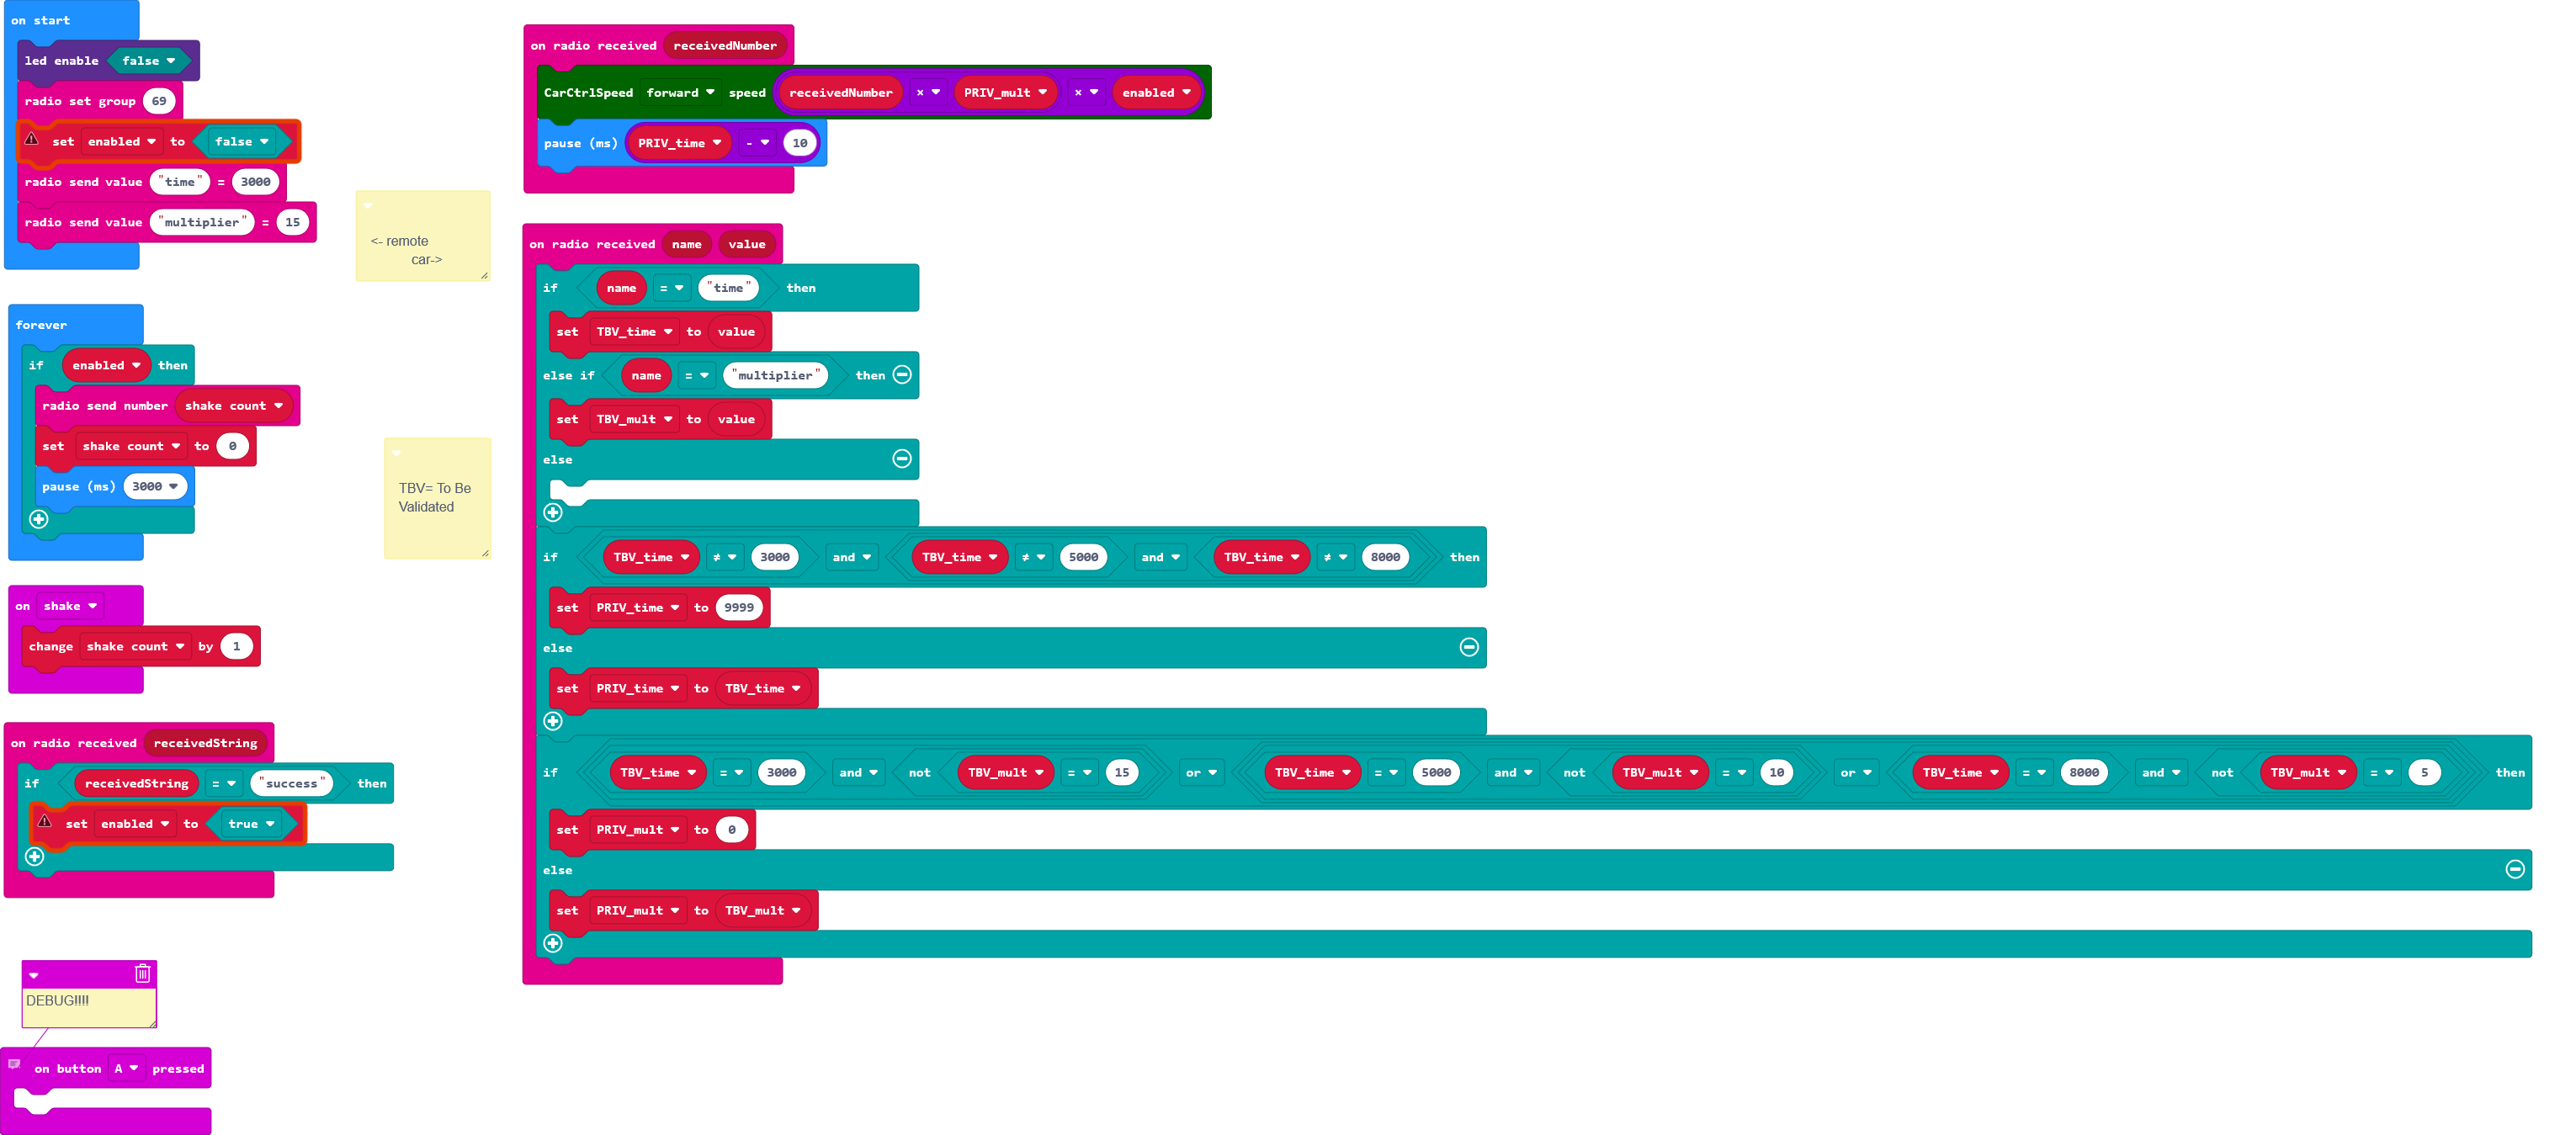 on start
led enable false
radio set group 69
set enabled to false
radio send value "time" = 3000
radio send value "multiplier" = 15
forever
if enabled then
radio send number shake count
set shake count to 0
pause (ms) 3000
on shake
change shake count by 1
on radio received receivedString
if receivedString = "success" then
set enabled to true
DEBUG!!!!
on button A pressed
<- remote
car->
TBV= To Be
Validated
on radio received receivedNumber
CarCtrlSpeed forward speed receivedNumber × PRIV_mult × enabled
pause (ms) PRIV_time - 10
on radio received name value
if name = "time" then
set TBV_time to value
else if name = "multiplier" then
set TBV_mult to value
else
if TBV_time ≠ 3000 and TBV_time ≠ 5000 and TBV_time ≠ 8000 then
set PRIV_time to 9999
else
set PRIV_time to TBV_time
if TBV_time = 3000 and not TBV_mult = 15 or TBV_time = 5000 and not TBV_mult = 10 or TBV_time = 8000 and not TBV_mult = 5 then
set PRIV_mult to 0
else
set PRIV_mult to TBV_mult